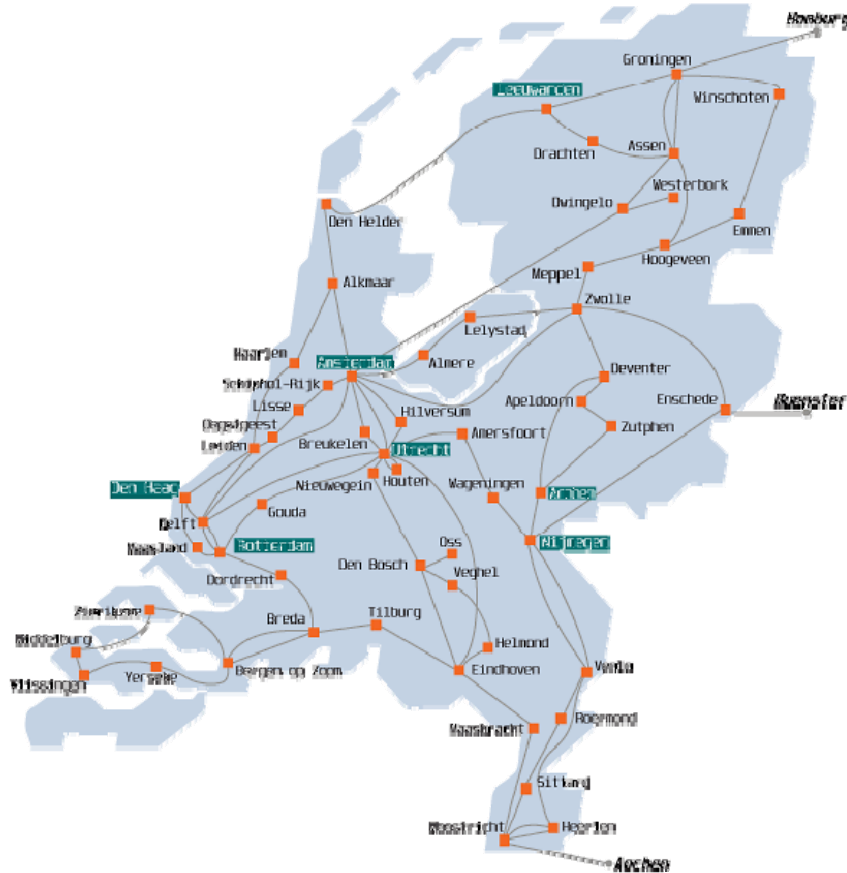 Hamburg
Groningen
Leeuwarden
Winschoten
Drachten
Assen
Westerbork
Dwingelo
Den Helder
Emmen
Hoogeveen
Meppel
Alkmaar
Zwolle
Lelystad
Haarlem
Amsterdam
Almere
Deventer
Schiphol-Rijk
Apeldoorn
Enschede
Lisse
Hilversum
Oegstgeest
Zutphen
Leiden
Breukelen
Utrecht
Amersfoort
Den Haag
Nieuwegein
Houten
Wageningen
Gouda
Delft
Maasland
Rotterdam
Oss
Nijmegen
Den Bosch
Veghel
Dordrecht
Breda
Tilburg
Middelburg
Helmond
Vlissingen
Yerseke
Bergen op Zoom
Eindhoven
Venlo
Maasbracht
Roermond
Sittard
Heerlen
Aachen